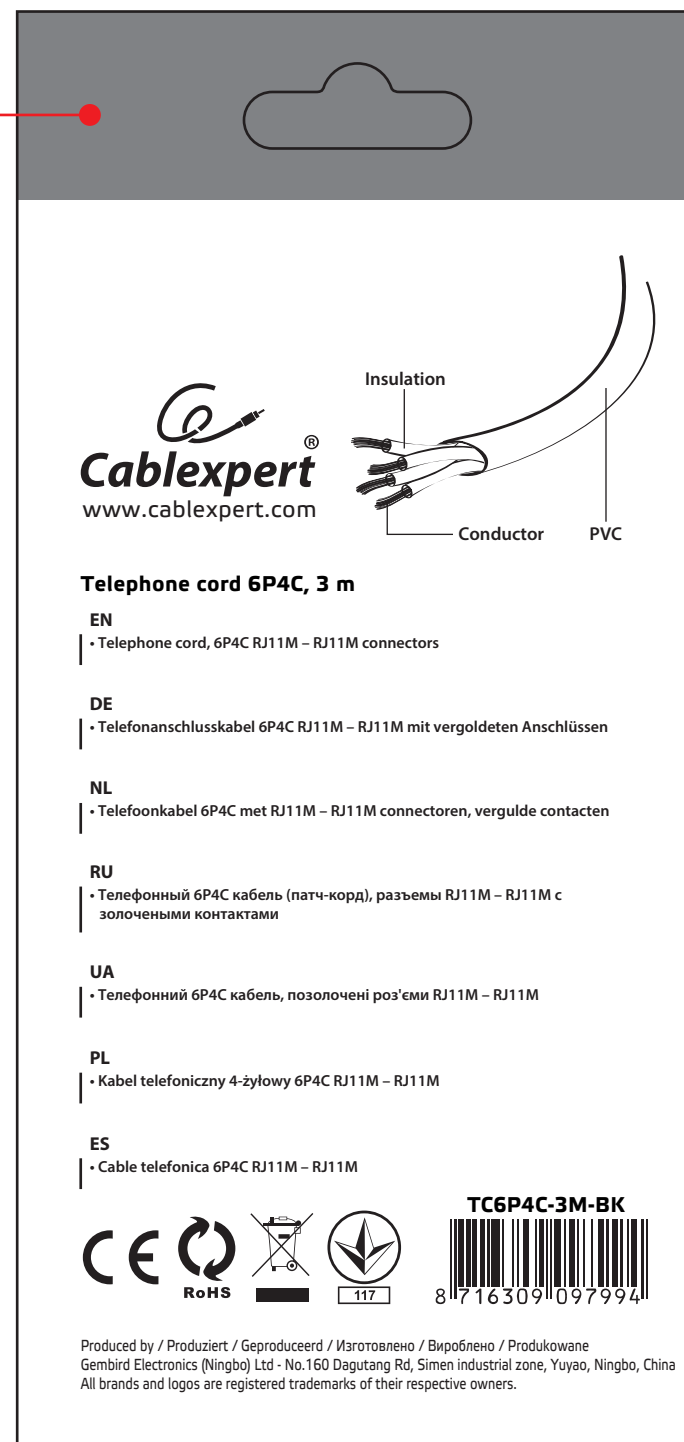 Insulation
Cablexpert®
www.cablexpert.com
Conductor PVC
Telephone cord 6P4C, 3 m
EN
• Telephone cord, 6P4C RJ11M – RJ11M connectors
DE
• Telefonanschlusskabel 6P4C RJ11M – RJ11M mit vergoldeten Anschlüssen
NL
• Telefoonkabel 6P4C met RJ11M – RJ11M connectoren, vergulde contacten
RU
• Телефонный 6P4C кабель (патч-корд), разъемы RJ11M – RJ11M с
золочеными контактами
UA
• Телефонний 6P4C кабель, позолочені роз'єми RJ11M – RJ11M
PL
• Kabel telefoniczny 4-żyłowy 6P4C RJ11M – RJ11M
ES
• Cable telefonica 6P4C RJ11M – RJ11M
TC6P4C-3M-BK
CE
RoHS
117
8 716309 097994
Produced by / Produziert / Geproduceerd / Изготовлено / Вироблено / Produkowane
Gembird Electronics (Ningbo) Ltd - No.160 Dagutang Rd, Simen industrial zone, Yuyao, Ningbo, China
All brands and logos are registered trademarks of their respective owners.